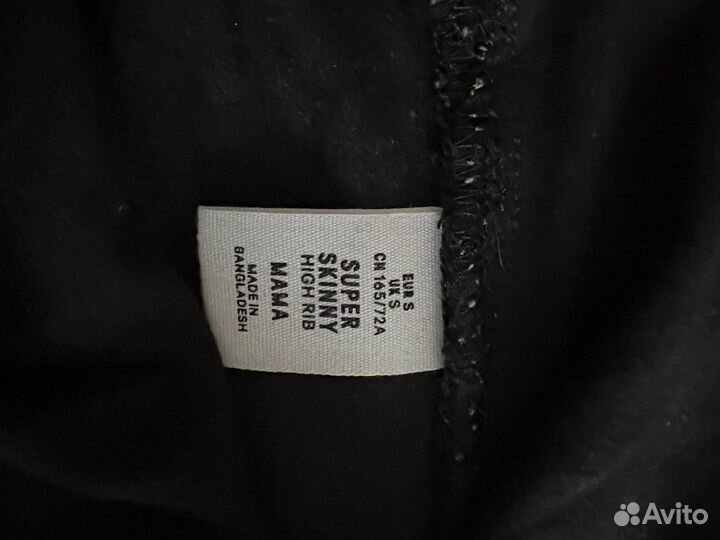 EUR S
UK S
CN 165/72A
SUPER
SKINNY
HIGH RIB
MAMA
MADE IN
BANGLADESH
Avito